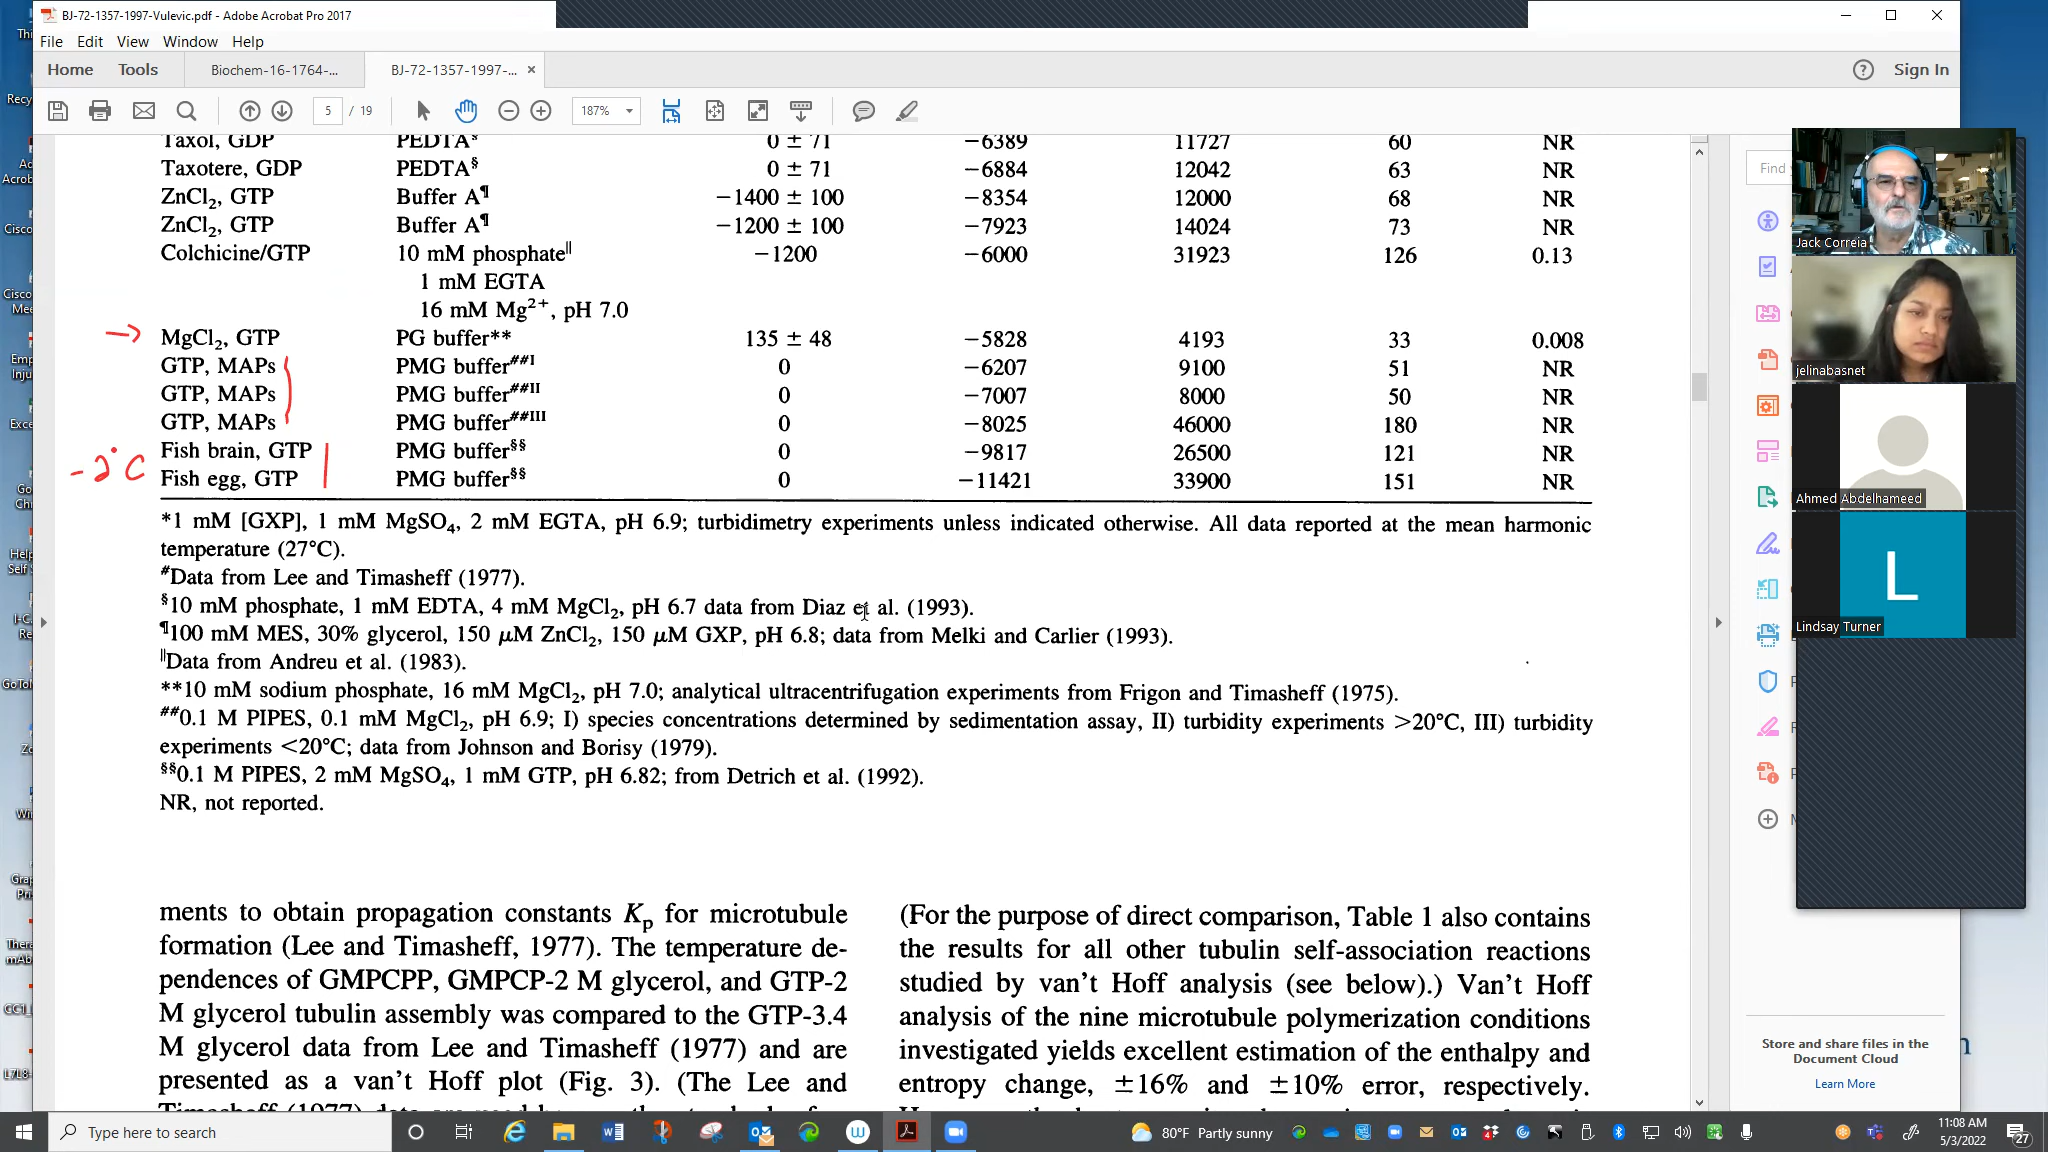 BJ-72-1357-1997-Vulevic.pdf - Adobe Acrobat Pro 2017
File Edit View Window Help
Home Tools Biochem-16-1764-... BJ-72-1357-1997-... × Sign In
5 / 19 187%
Taxol, GDP PEDTA§ 0 ± 71 −6389 11727 60 NR
Taxotere, GDP PEDTA§ 0 ± 71 −6884 12042 63 NR
ZnCl₂, GTP Buffer A¶ −1400 ± 100 −8354 12000 68 NR
ZnCl₂, GTP Buffer A¶ −1200 ± 100 −7923 14024 73 NR
Colchicine/GTP 10 mM phosphate‖ −1200 −6000 31923 126 0.13
1 mM EGTA
16 mM Mg²⁺, pH 7.0
→ MgCl₂, GTP PG buffer** 135 ± 48 −5828 4193 33 0.008
GTP, MAPs PMG buffer##I 0 −6207 9100 51 NR
GTP, MAPs PMG buffer##II 0 −7007 8000 50 NR
GTP, MAPs PMG buffer##III 0 −8025 46000 180 NR
-2°C
Fish brain, GTP PMG buffer§§ 0 −9817 26500 121 NR
Fish egg, GTP PMG buffer§§ 0 −11421 33900 151 NR
*1 mM [GXP], 1 mM MgSO₄, 2 mM EGTA, pH 6.9; turbidimetry experiments unless indicated otherwise. All data reported at the mean harmonic
temperature (27°C).
#Data from Lee and Timasheff (1977).
§10 mM phosphate, 1 mM EDTA, 4 mM MgCl₂, pH 6.7 data from Diaz et al. (1993).
¶100 mM MES, 30% glycerol, 150 μM ZnCl₂, 150 μM GXP, pH 6.8; data from Melki and Carlier (1993).
‖Data from Andreu et al. (1983).
**10 mM sodium phosphate, 16 mM MgCl₂, pH 7.0; analytical ultracentrifugation experiments from Frigon and Timasheff (1975).
##0.1 M PIPES, 0.1 mM MgCl₂, pH 6.9; I) species concentrations determined by sedimentation assay, II) turbidity experiments >20°C, III) turbidity
experiments <20°C; data from Johnson and Borisy (1979).
§§0.1 M PIPES, 2 mM MgSO₄, 1 mM GTP, pH 6.82; from Detrich et al. (1992).
NR, not reported.
ments to obtain propagation constants Kp for microtubule
formation (Lee and Timasheff, 1977). The temperature de-
pendences of GMPCPP, GMPCP-2 M glycerol, and GTP-2
M glycerol tubulin assembly was compared to the GTP-3.4
M glycerol data from Lee and Timasheff (1977) and are
presented as a van't Hoff plot (Fig. 3). (The Lee and
(For the purpose of direct comparison, Table 1 also contains
the results for all other tubulin self-association reactions
studied by van't Hoff analysis (see below).) Van't Hoff
analysis of the nine microtubule polymerization conditions
investigated yields excellent estimation of the enthalpy and
entropy change, ±16% and ±10% error, respectively.
Find
Jack Correia
jelinabasnet
Ahmed Abdelhameed
L
Lindsay Turner
Store and share files in the
Document Cloud
Learn More
Type here to search
80°F Partly sunny
11:08 AM
5/3/2022
27